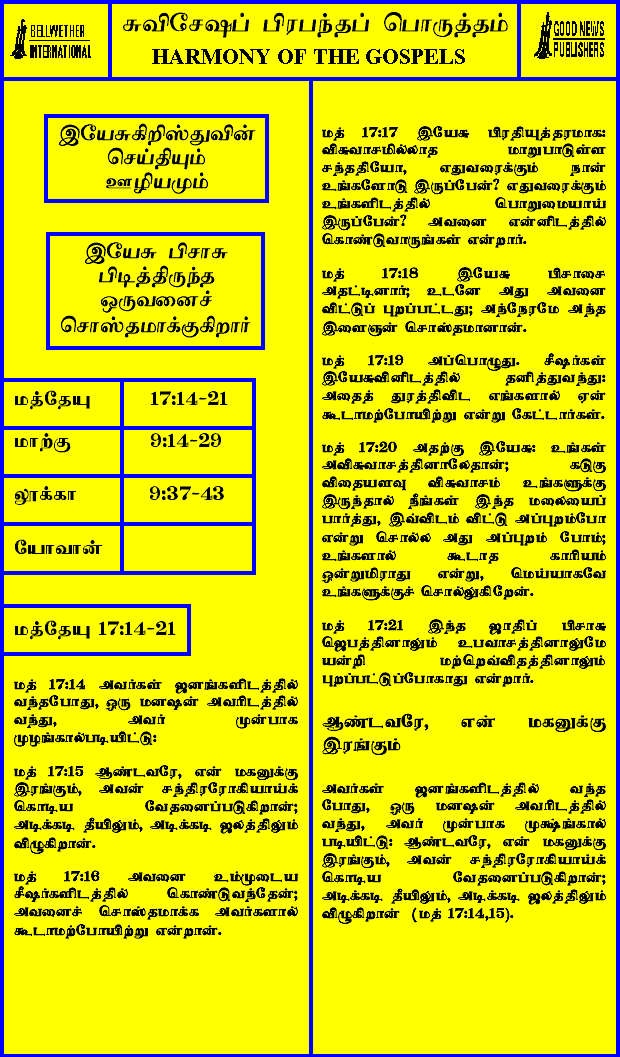 BELLWETHER
INTERNATIONAL
சுவிசேஷப் பிரபந்தப் பொருத்தம்
HARMONY OF THE GOSPELS
GOOD NEWS
PUBLISHERS
இயேசுகிறிஸ்துவின்
செய்தியும்
ஊழியமும்
இயேசு பிசாசு
பிடித்திருந்த
ஒருவனைச்
சொஸ்தமாக்குகிறார்
மத்தேயு 17:14-21
மாற்கு 9:14-29
லூக்கா 9:37-43
யோவான்
மத்தேயு 17:14-21
மத் 17:14 அவர்கள் ஜனங்களிடத்தில்
வந்தபோது, ஒரு மனுஷன் அவரிடத்தில்
வந்து, அவர் முன்பாக
முழங்கால்படியிட்டு:
மத் 17:15 ஆண்டவரே, என் மகனுக்கு
இரங்கும், அவன் சந்திரரோகியாய்க்
கொடிய வேதனைப்படுகிறான்;
அடிக்கடி தீயிலும், அடிக்கடி ஜலத்திலும்
விழுகிறான்.
மத் 17:16 அவனை உம்முடைய
சீஷர்களிடத்தில் கொண்டுவந்தேன்;
அவனைச் சொஸ்தமாக்க அவர்களால்
கூடாமற்போயிற்று என்றான்.
மத் 17:17 இயேசு பிரதியுத்தரமாக:
விசுவாசமில்லாத மாறுபாடுள்ள
சந்ததியே<0xE0><0xAE><0xBE>, எதுவரைக்கும் நான்
உங்களோடு இருப்பேன்? எதுவரைக்கும்
உங்களிடத்தில் பொறுமையாய்
இருப்பேன்? அவனை என்னிடத்தில்
கொண்டுவாருங்கள் என்றார்.
மத் 17:18 இயேசு பிசாசை
அதட்டினார்; உடனே அது அவனை
விட்டுப் புறப்பட்டது; அந்நேரமே அந்த
இளைஞன் சொஸ்தமானான்.
மத் 17:19 அப்பொழுது. சீஷர்கள்
இயேசுவினிடத்தில் தனித்துவந்து:
அதைத் துரத்திவிட எங்களால் ஏன்
கூடாமற்போயிற்று என்று கேட்டார்கள்.
மத் 17:20 அதற்கு இயேசு: உங்கள்
அவிசுவாசத்தினாலேதான்; கடுகு
விதையளவு விசுவாசம் உங்களுக்கு
இருந்தால் நீங்கள் இந்த மலையைப்
பார்த்து, இவ்விடம் விட்டு அப்புறம்போ
என்று சொல்ல அது அப்புறம் போம்;
உங்களால் கூடாத காரியம்
ஒன்றுமிராது என்று, மெய்யாகவே
உங்களுக்குச் சொல்லுகிறேன்.
மத் 17:21 இந்த ஜாதிப் பிசாசு
ஜெபத்தினாலும் உபவாசத்தினாலுமே
யன்றி மற்றெவ்விதத்தினாலும்
புறப்பட்டுப்போகாது என்றார்.
ஆண்டவரே, என் மகனுக்கு
இரங்கும்
அவர்கள் ஜனங்களிடத்தில் வந்த
போது, ஒரு மனுஷன் அவரிடத்தில்
வந்து, அவர் முன்பாக முக்ஷங்கால்
படியிட்டு: ஆண்டவரே, என் மகனுக்கு
இரங்கும், அவன் சந்திரரோகியாய்க்
கொடிய வேதனைப்படுகிறான்;
அடிக்கடி தீயிலும், அடிக்கடி ஜலத்திலும்
விழுகிறான் (மத் 17:14,15).